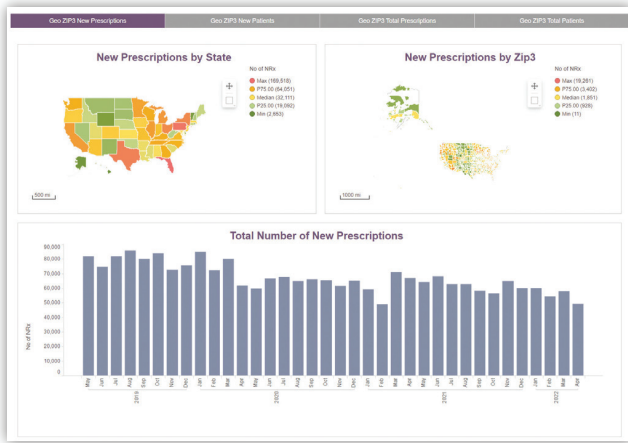 Geo ZIP3 New Prescriptions
Geo ZIP3 New Patients
Geo ZIP3 Total Prescriptions
Geo ZIP3 Total Patients
New Prescriptions by State
No of NRx
Max (169,518)
P75.00 (54,051)
Median (32,111)
P25.00 (16,092)
Min (2,653)
500 mi
New Prescriptions by Zip3
No of NRx
Max (19,261)
P75.00 (3,402)
Median (1,851)
P25.00 (928)
Min (11)
1000 mi
Total Number of New Prescriptions
No of NRx
90,000
80,000
70,000
60,000
50,000
40,000
30,000
20,000
10,000
0
May Jun Jul Aug Sep Oct Nov Dec Jan Feb Mar Apr May Jun Jul Aug Sep Oct Nov Dec Jan Feb Mar Apr May Jun Jul Aug Sep Oct Nov Dec Jan Feb Mar Apr
2019 2020 2021 2022